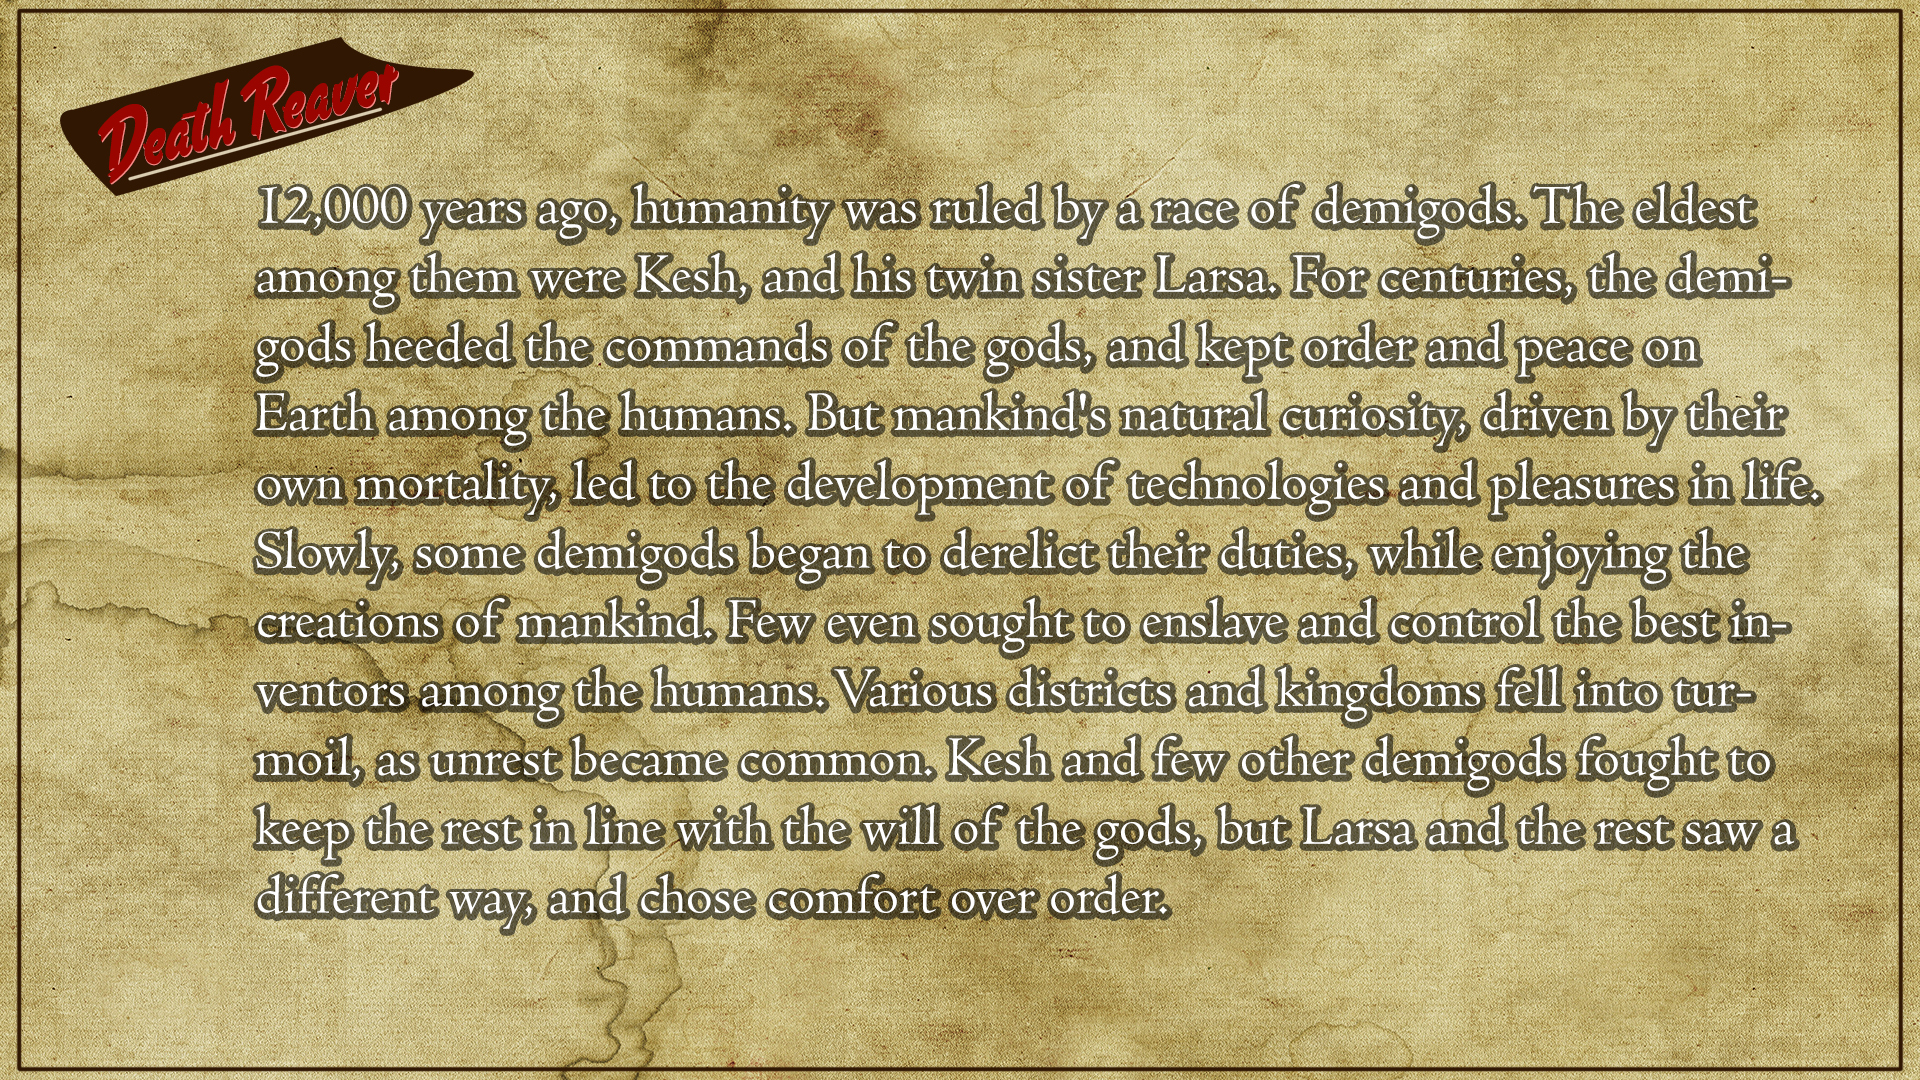 Death Reaver
12,000 years ago, humanity was ruled by a race of demigods. The eldest
among them were Kesh, and his twin sister Larsa. For centuries, the demi-
gods heeded the commands of the gods, and kept order and peace on
Earth among the humans. But mankind's natural curiosity, driven by their
own mortality, led to the development of technologies and pleasures in life.
Slowly, some demigods began to derelict their duties, while enjoying the
creations of mankind. Few even sought to enslave and control the best in-
ventors among the humans. Various districts and kingdoms fell into tur-
moil, as unrest became common. Kesh and few other demigods fought to
keep the rest in line with the will of the gods, but Larsa and the rest saw a
different way, and chose comfort over order.